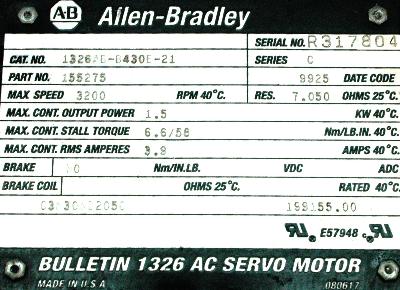 A-B Allen-Bradley
SERIAL NO. R317804
CAT. NO. 1326AE-B430E-21 SERIES C
PART NO. 155275 9925 DATE CODE
MAX. SPEED 3200 RPM 40°C. RES. 7.050 OHMS 25°C.
MAX. CONT. OUTPUT POWER 1.5 KW 40°C.
MAX. CONT. STALL TORQUE 6.6/58 Nm/LB.IN. 40°C.
MAX. CONT. RMS AMPERES 3.9 AMPS 40°C.
BRAKE Nm/IN.LB. VDC ADC
BRAKE COIL OHMS 25°C. RATED 40°C.
199155.00
E57948
BULLETIN 1326 AC SERVO MOTOR
MADE IN U.S.A 080617